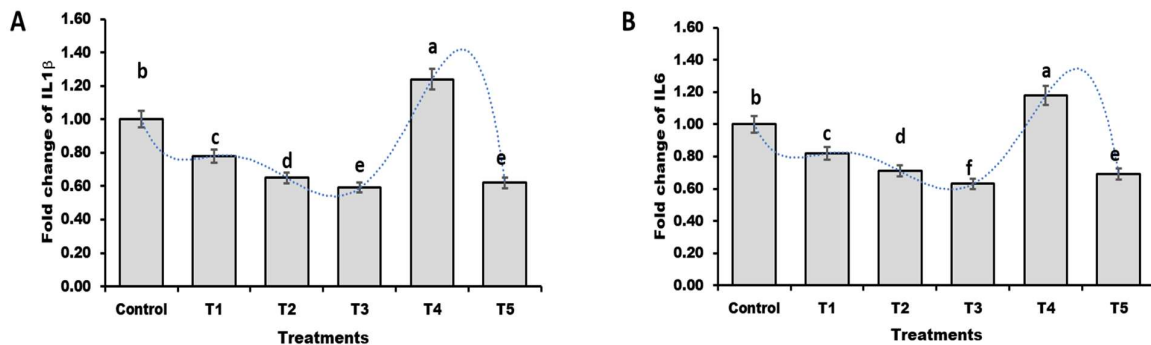 A
Fold change of IL1β
1.60
1.40
1.20
1.00
0.80
0.60
0.40
0.20
0.00
b
c
d
e
a
e
Control T1 T2 T3 T4 T5
Treatments
B
Fold change of IL6
1.60
1.40
1.20
1.00
0.80
0.60
0.40
0.20
0.00
b
c
d
f
a
e
Control T1 T2 T3 T4 T5
Treatments